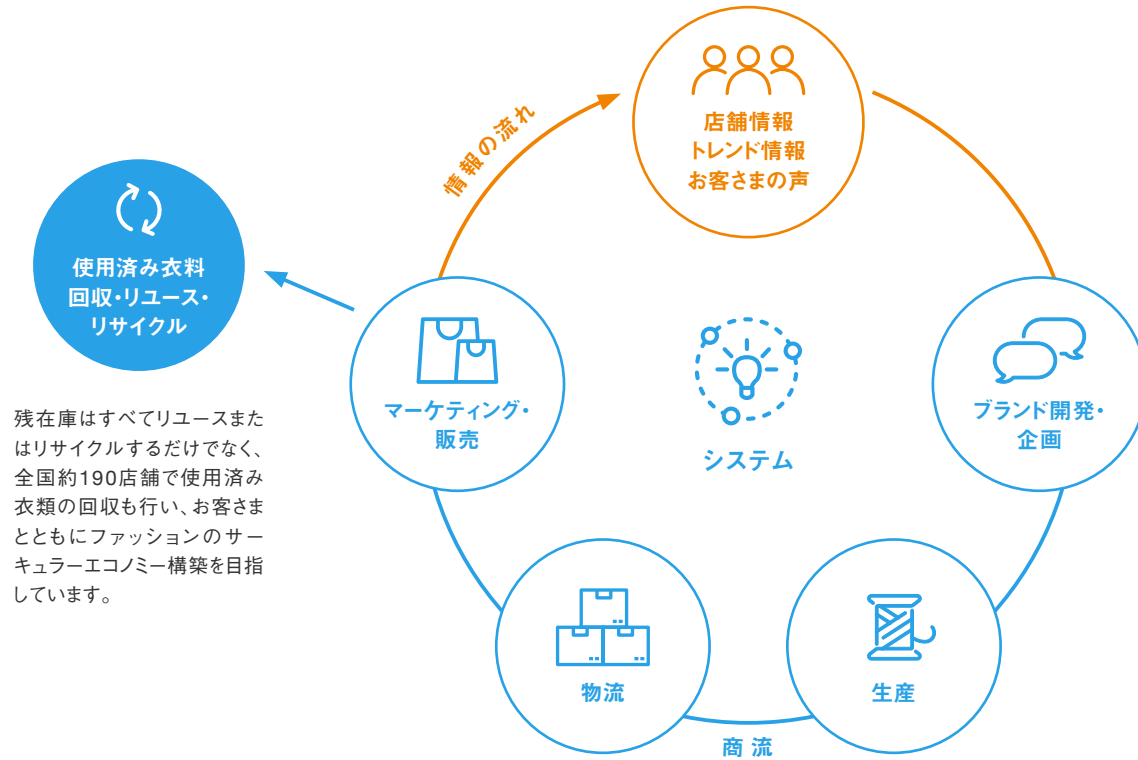 店舗情報
トレンド情報
お客さまの声
情報の流れ
使用済み衣料
回収・リユース・
リサイクル
マーケティング・
販売
システム
ブランド開発・
企画
残在庫はすべてリユースまた
はリサイクルするだけでなく、
全国約190店舗で使用済み
衣類の回収も行い、お客さま
とともにファッションのサー
キュラーエコノミー構築を目指
しています。
物流
生産
商流